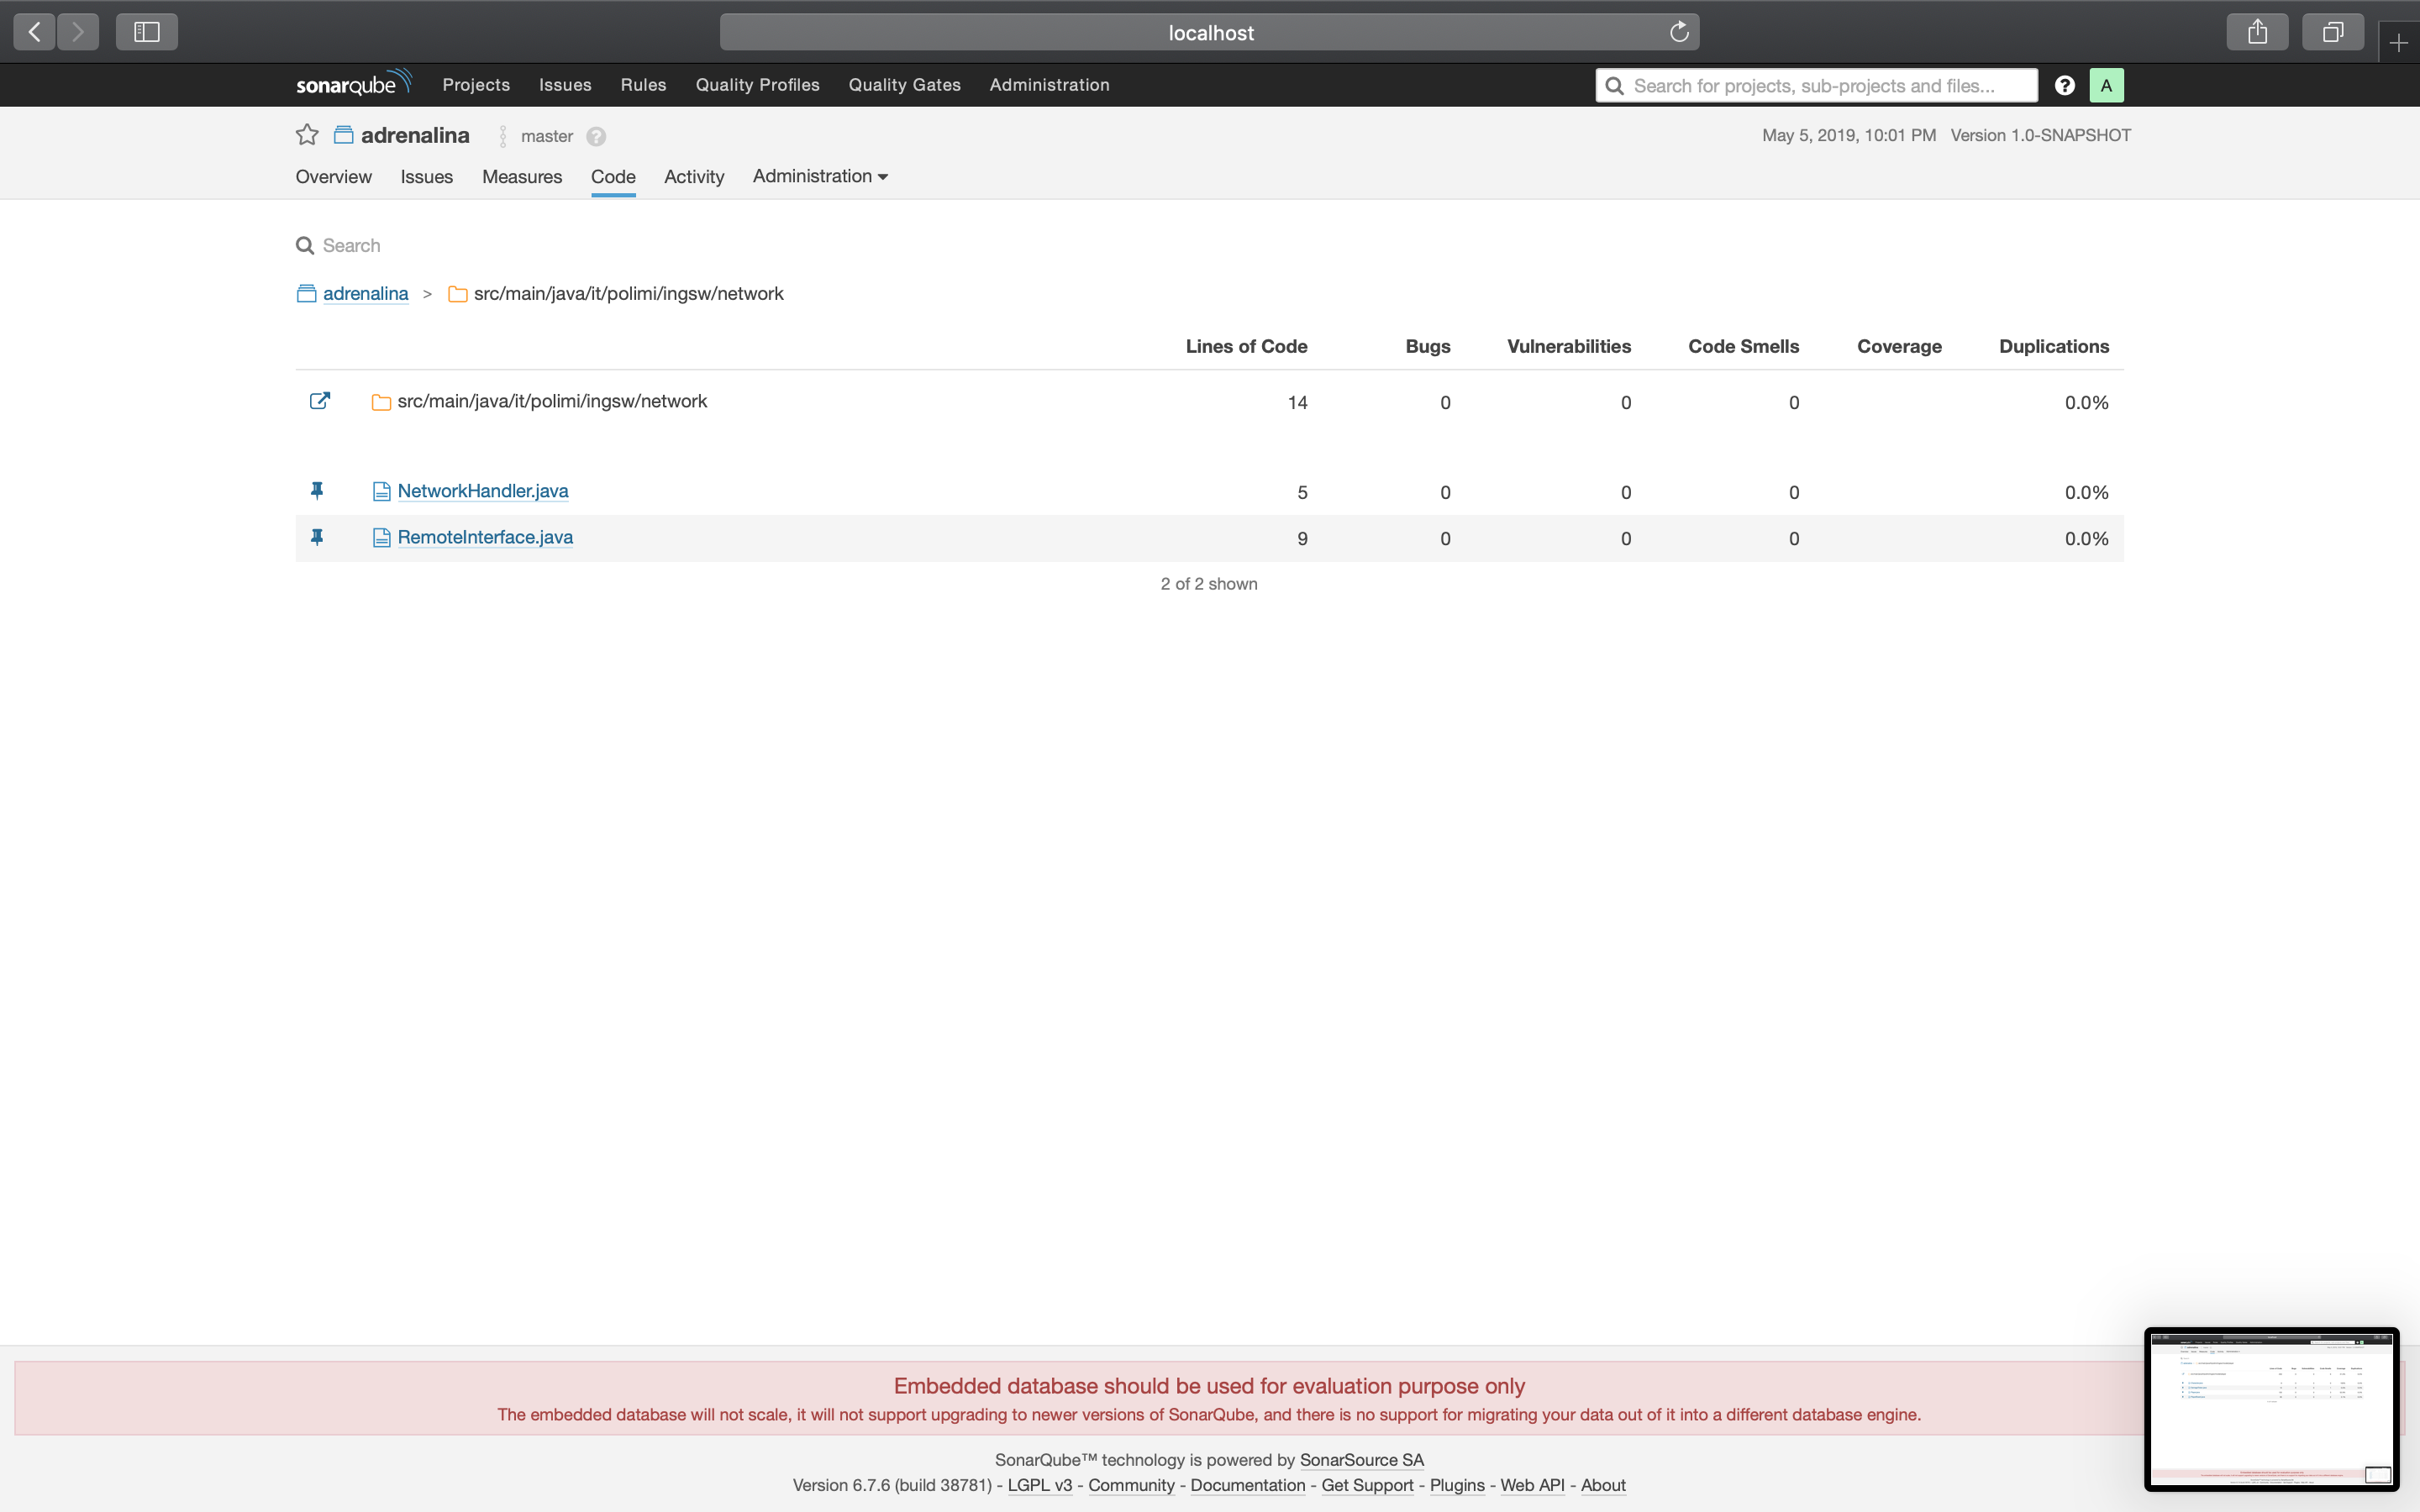 localhost
sonarqube Projects Issues Rules Quality Profiles Quality Gates Administration Search for projects, sub-projects and files... ? A
adrenalina master ? May 5, 2019, 10:01 PM Version 1.0-SNAPSHOT
Overview Issues Measures Code Activity Administration
Search
adrenalina > src/main/java/it/polimi/ingsw/network
Lines of Code Bugs Vulnerabilities Code Smells Coverage Duplications
src/main/java/it/polimi/ingsw/network 14 0 0 0 0.0%
NetworkHandler.java 5 0 0 0 0.0%
RemoteInterface.java 9 0 0 0 0.0%
2 of 2 shown
Embedded database should be used for evaluation purpose only
The embedded database will not scale, it will not support upgrading to newer versions of SonarQube, and there is no support for migrating your data out of it into a different database engine.
SonarQube™ technology is powered by SonarSource SA
Version 6.7.6 (build 38781) - LGPL v3 - Community - Documentation - Get Support - Plugins - Web API - About